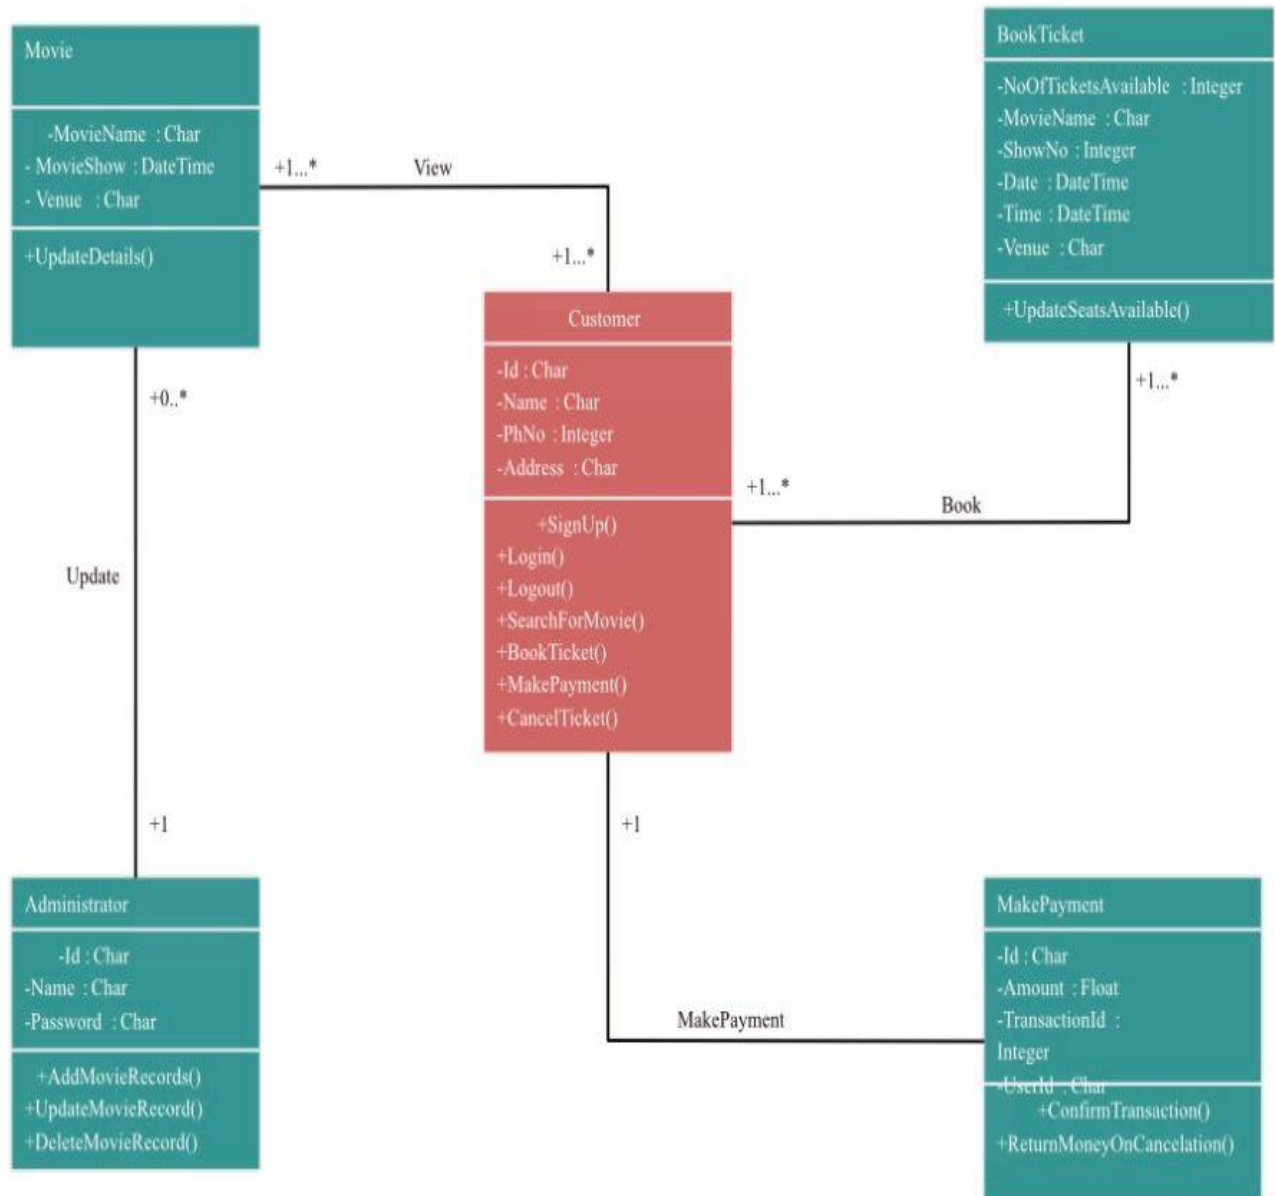 Movie
-MovieName : Char
- MovieShow : DateTime
- Venue : Char
+UpdateDetails()
+1...*
View
+1...*
BookTicket
-NoOfTicketsAvailable : Integer
-MovieName : Char
-ShowNo : Integer
-Date : DateTime
-Time : DateTime
-Venue : Char
+UpdateSeatsAvailable()
+1...*
Customer
-Id : Char
-Name : Char
-PhNo : Integer
-Address : Char
+SignUp()
+Login()
+Logout()
+SearchForMovie()
+BookTicket()
+MakePayment()
+CancelTicket()
+1...*
Book
+0..*
Update
+1
+1
Administrator
-Id : Char
-Name : Char
-Password : Char
+AddMovieRecords()
+UpdateMovieRecord()
+DeleteMovieRecord()
MakePayment
MakePayment
-Id : Char
-Amount : Float
-TransactionId :
Integer
-UserId : Char
+ConfirmTransaction()
+ReturnMoneyOnCancelation()